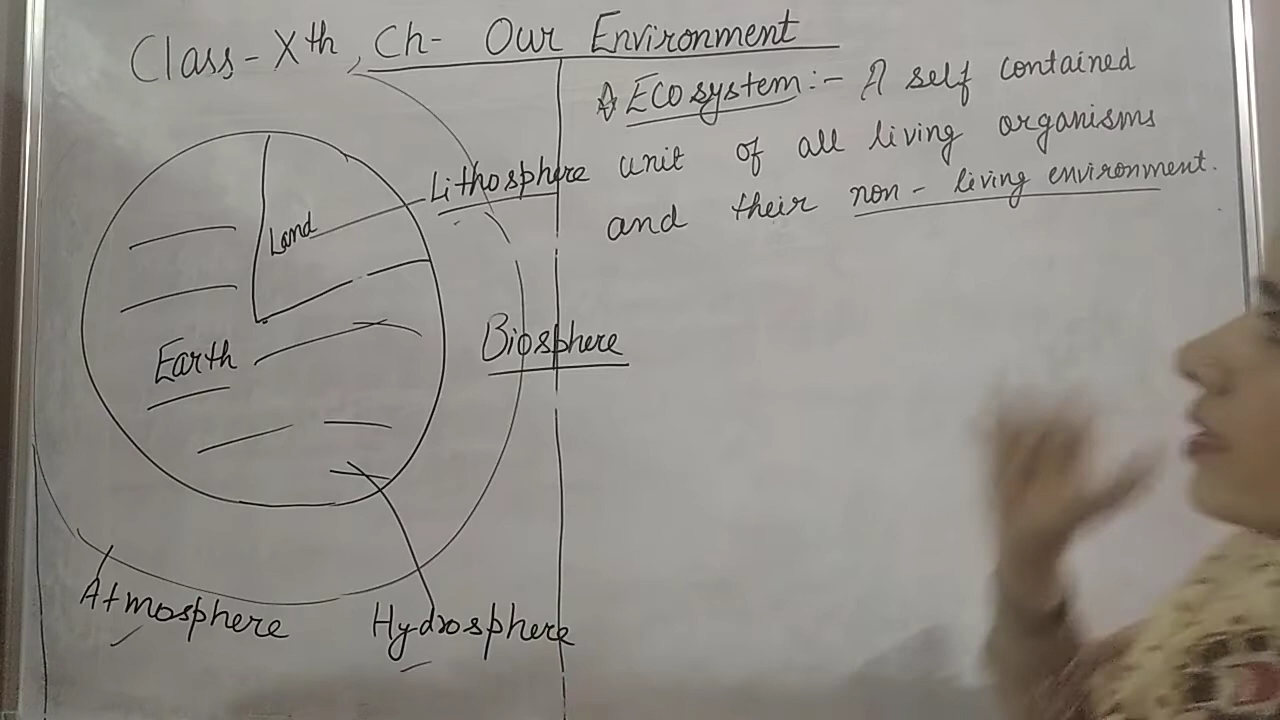 Class-Xth, Ch- Our Environment
Ecosystem:- A self contained
unit of all living organisms
and their non-living environment.
Land
Lithosphere
Earth
Biosphere
Atmosphere
Hydrosphere